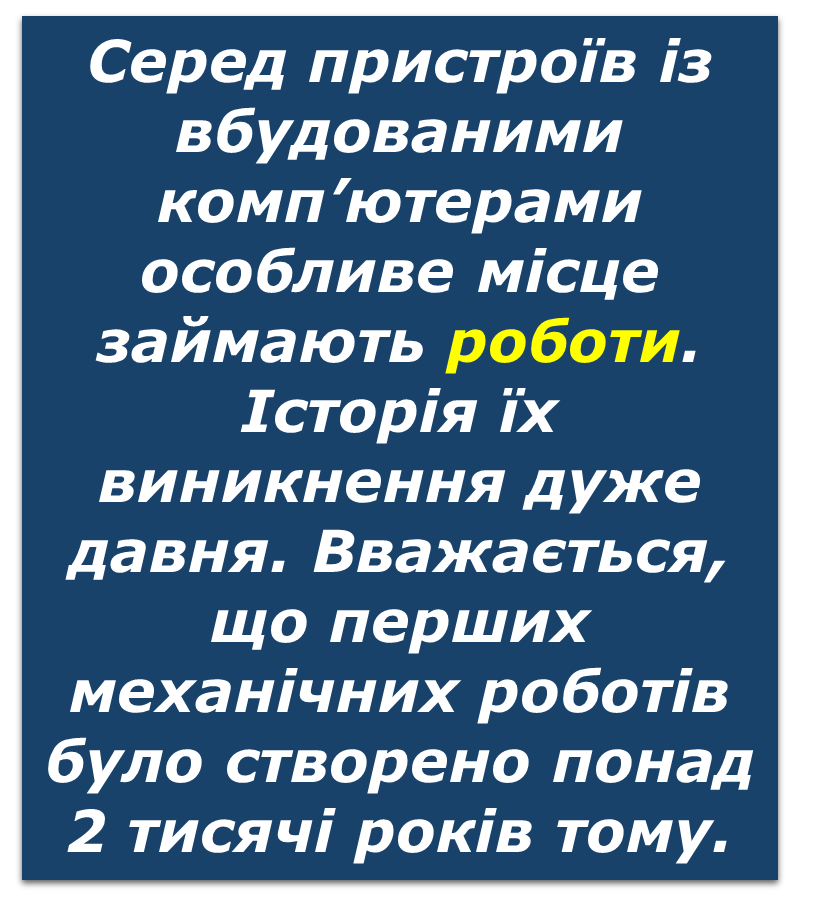 Серед пристроїв із
вбудованими
комп’ютерами
особливе місце
займають роботи.
Історія їх
виникнення дуже
давня. Вважається,
що перших
механічних роботів
було створено понад
2 тисячі років тому.